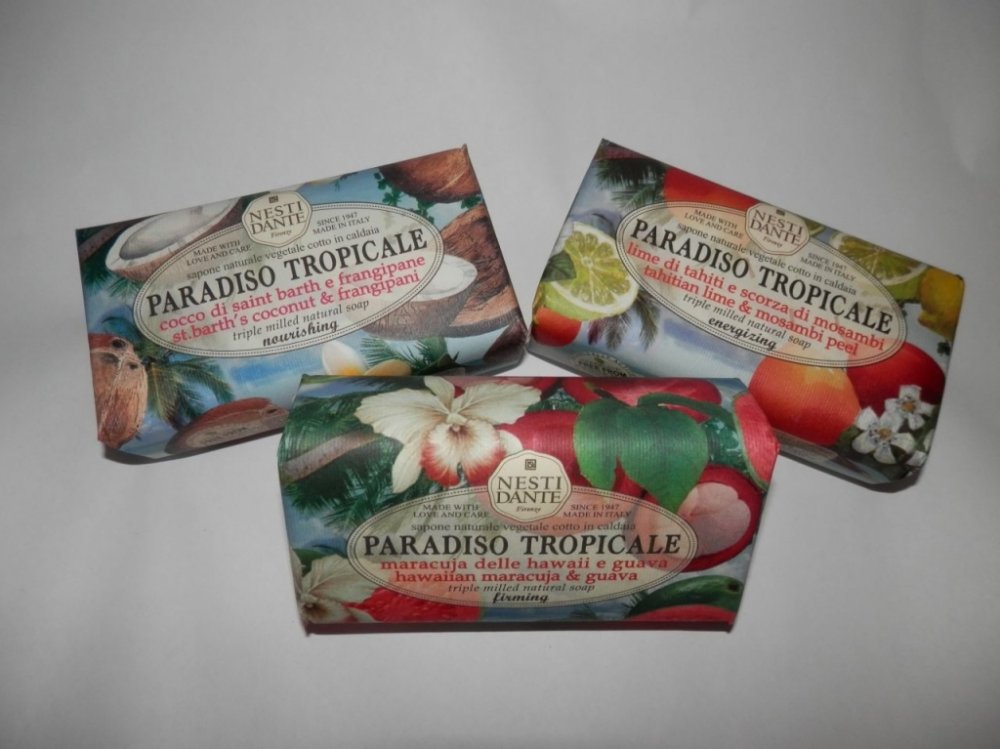 NESTI
DANTE
Firenze
MADE WITH
LOVE AND CARE
SINCE 1947
MADE IN ITALY
sapone naturale vegetale cotto in caldaia
PARADISO TROPICALE
cocco di saint barth e frangipane
st.barth's coconut & frangipani
triple milled natural soap
nourishing
NESTI
DANTE
Firenze
MADE WITH
LOVE AND CARE
SINCE 1947
MADE IN ITALY
sapone naturale vegetale cotto in caldaia
PARADISO TROPICALE
lime di tahiti e scorza di mosambi
tahitian lime & mosambi peel
triple milled natural soap
energizing
FREE FROM
NESTI
DANTE
Firenze
MADE WITH
LOVE AND CARE
SINCE 1947
MADE IN ITALY
sapone naturale vegetale cotto in caldaia
PARADISO TROPICALE
maracuja delle hawaii e guava
hawaiian maracuja & guava
triple milled natural soap
firming